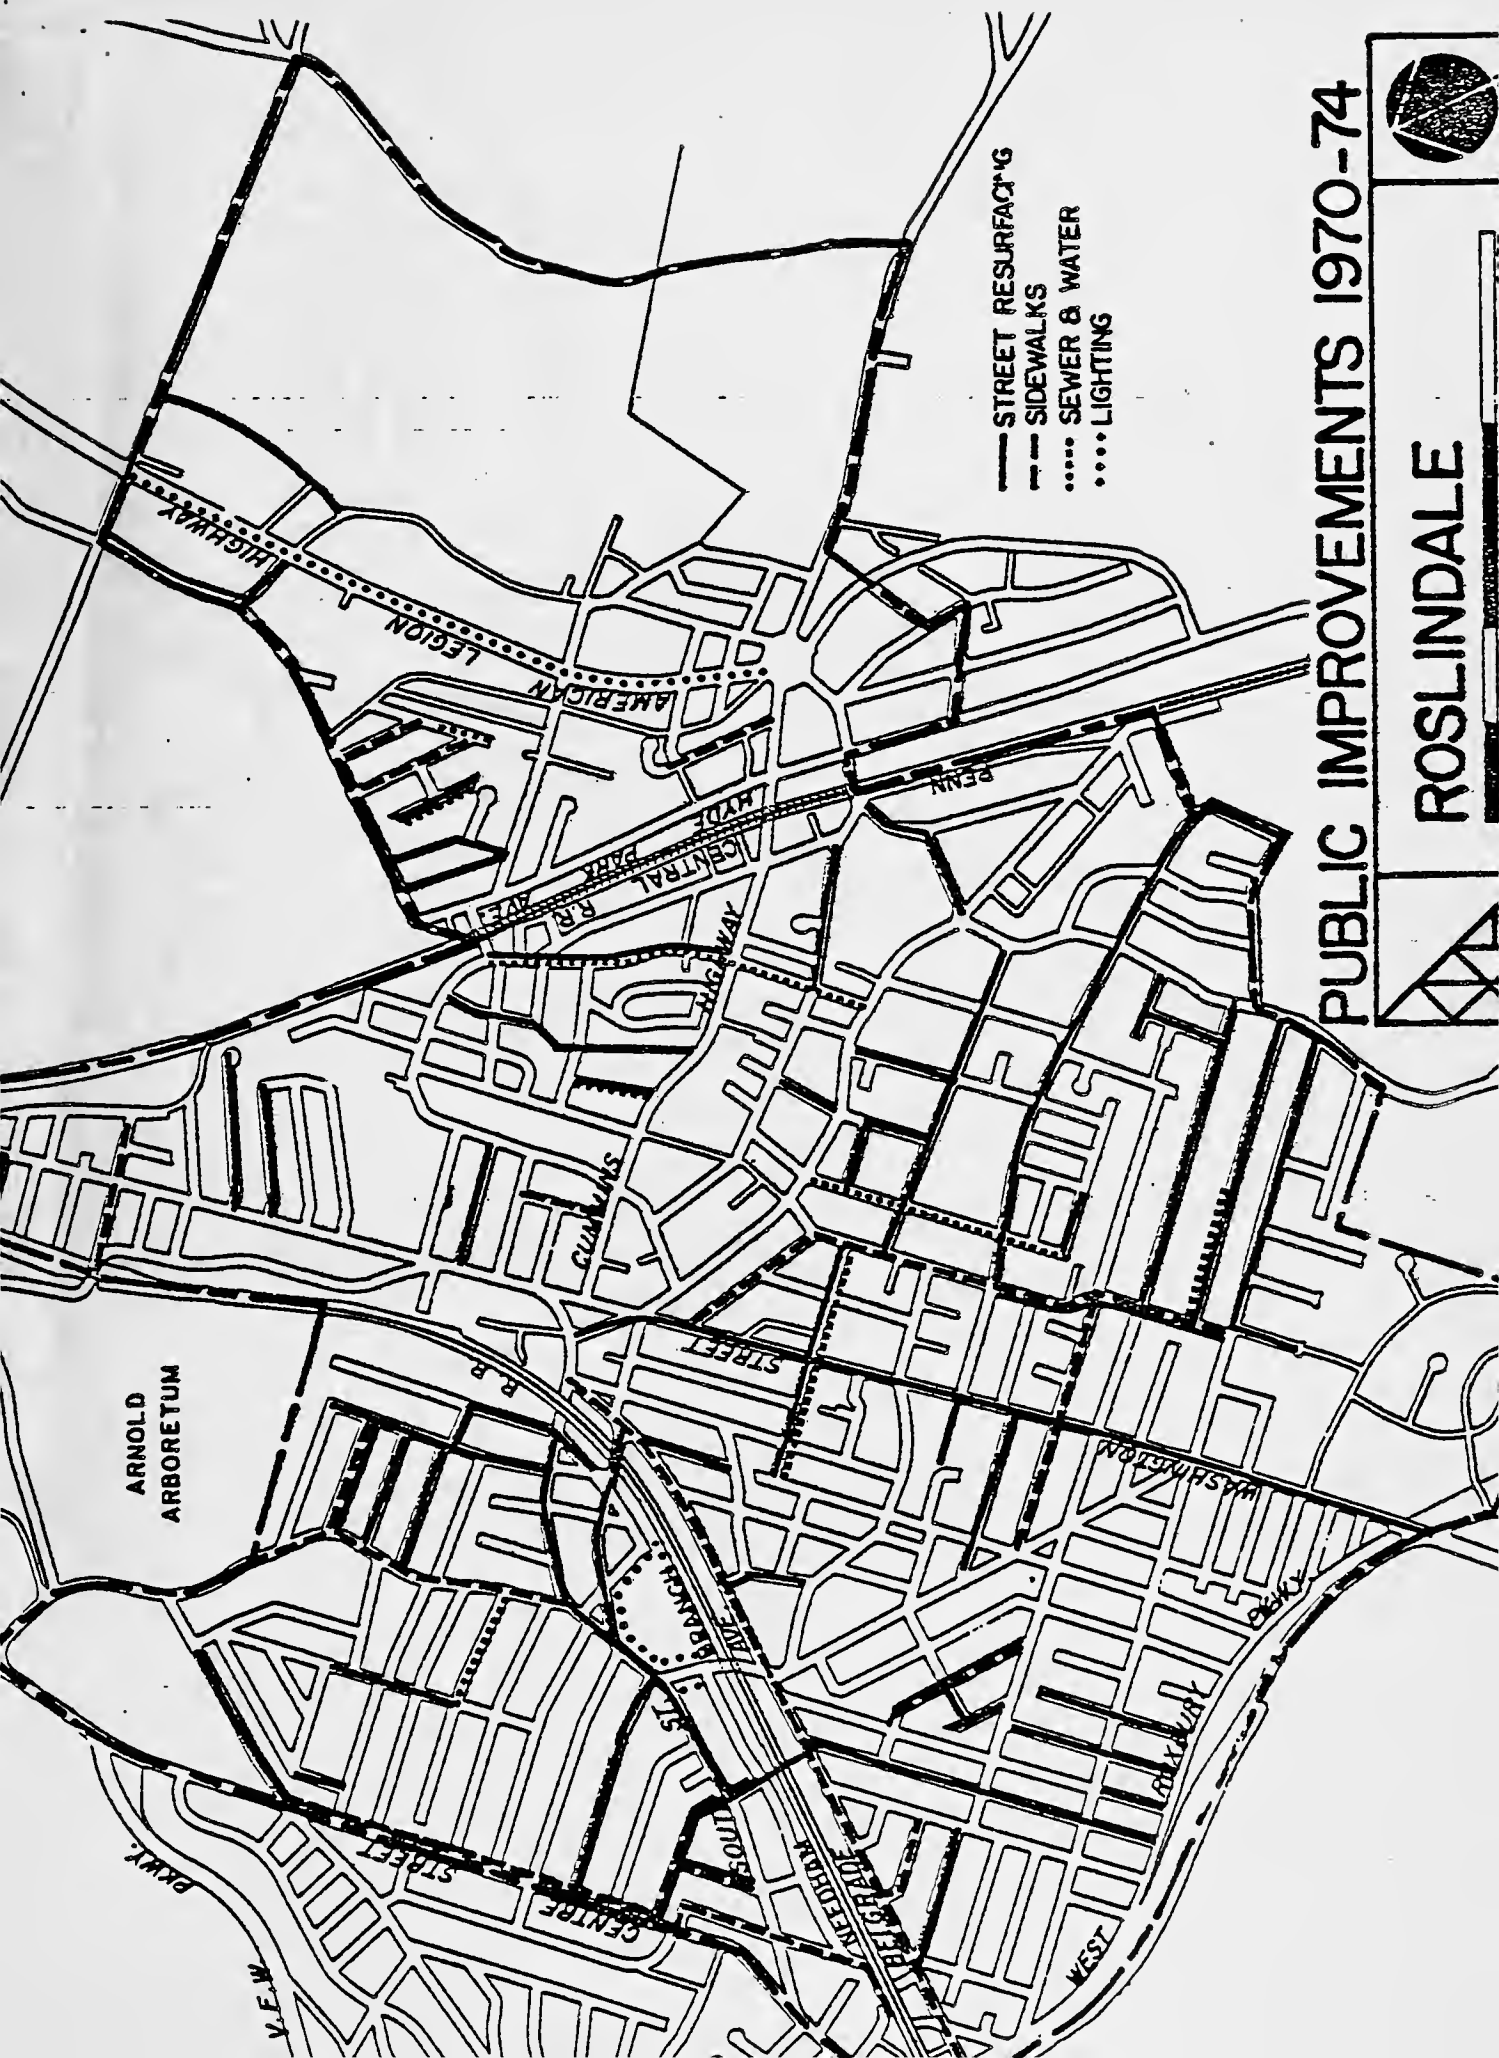 PUBLIC IMPROVEMENTS 1970-74
ROSLINDALE
STREET RESURFACING
SIDEWALKS
SEWER & WATER
LIGHTING
ARNOLD
ARBORETUM
AMERICAN
LEGION
HIGHWAY
HYDE
PARK
AVE.
PENN
CENTRAL
R.R.
CUMMINS
HIGHWAY
WASHINGTON
STREET
R.R.
BRANCH
NEEDHAM
BELGRADE
AVE.
SOUTH
ST.
CENTRE
STREET
V.F.W.
PKWY.
WEST
ROXBURY
PKWY.